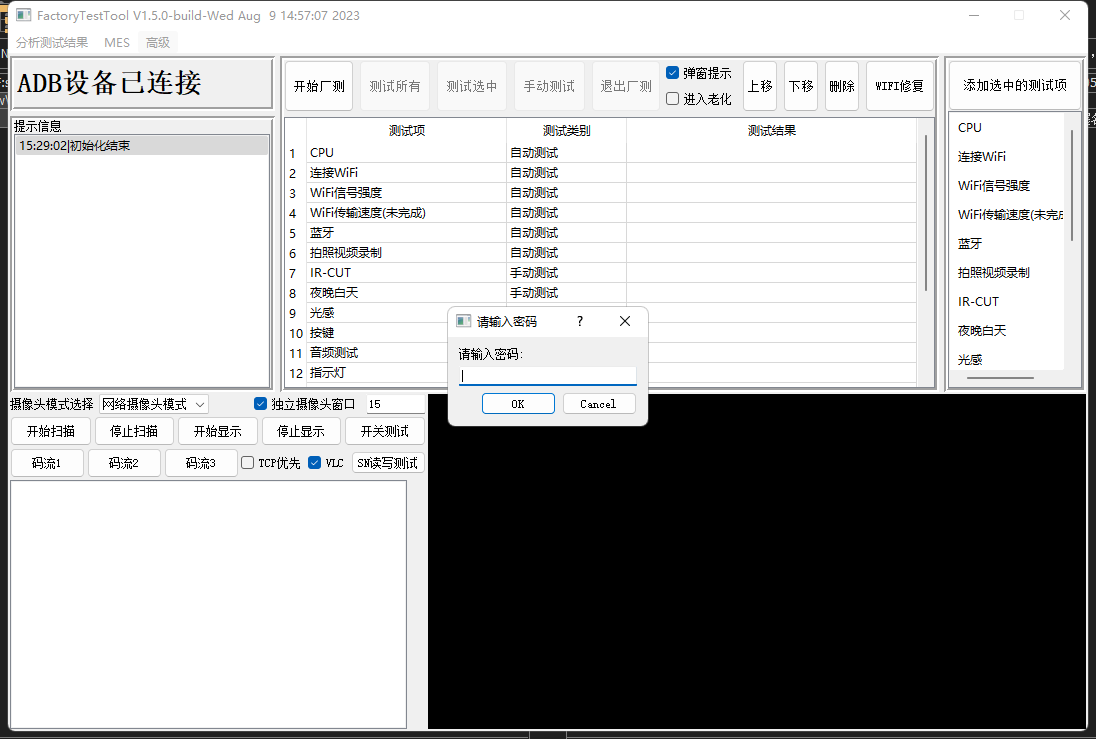 FactoryTestTool V1.5.0-build-Wed Aug  9 14:57:07 2023
分析测试结果 MES 高级
ADB设备已连接
提示信息
15:29:02|初始化结束
开始厂测 测试所有 测试选中 手动测试 退出厂测
弹窗提示
进入老化
上移 下移 删除 WIFI修复
测试项 测试类别 测试结果
1 CPU 自动测试
2 连接WiFi 自动测试
3 WiFi信号强度 自动测试
4 WiFi传输速度(未完成) 自动测试
5 蓝牙 自动测试
6 拍照视频录制 自动测试
7 IR-CUT 手动测试
8 夜晚白天 手动测试
9 光感
10 按键
11 音频测试
12 指示灯
添加选中的测试项
CPU
连接WiFi
WiFi信号强度
WiFi传输速度(未完
蓝牙
拍照视频录制
IR-CUT
夜晚白天
光感
请输入密码 ?
请输入密码:
OK Cancel
摄像头模式选择 网络摄像头模式 独立摄像头窗口 15
开始扫描 停止扫描 开始显示 停止显示 开关测试
码流1 码流2 码流3 TCP优先 VLC SN读写测试